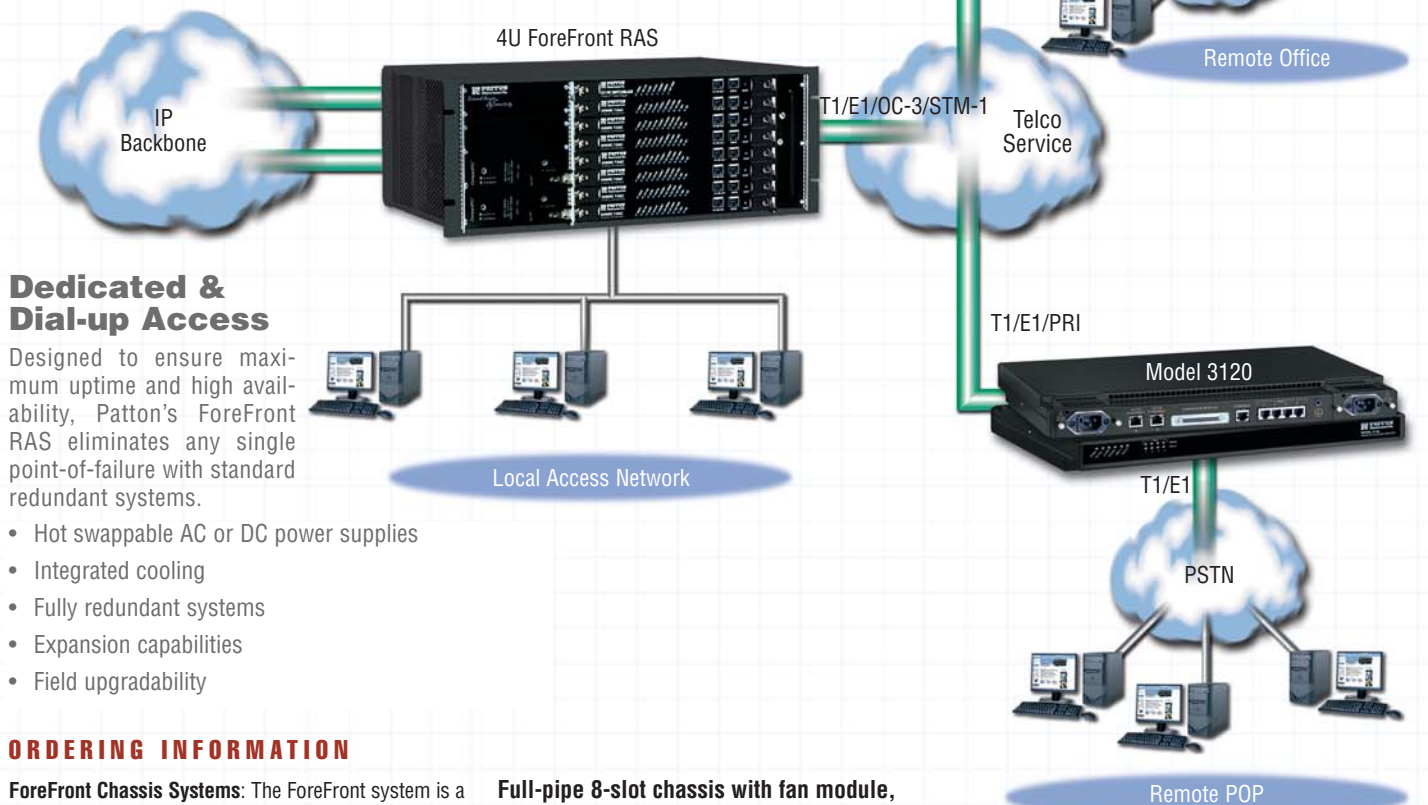 4U ForeFront RAS
Remote Office
IP
Backbone
T1/E1/OC-3/STM-1
Telco
Service
Dedicated &
Dial-up Access
Designed to ensure maxi-
mum uptime and high avail-
ability, Patton's ForeFront
RAS eliminates any single
point-of-failure with standard
redundant systems.
• Hot swappable AC or DC power supplies
• Integrated cooling
• Fully redundant systems
• Expansion capabilities
• Field upgradability
Local Access Network
T1/E1/PRI
Model 3120
T1/E1
PSTN
Remote POP
ORDERING INFORMATION
ForeFront Chassis Systems: The ForeFront system is a
Full-pipe 8-slot chassis with fan module,